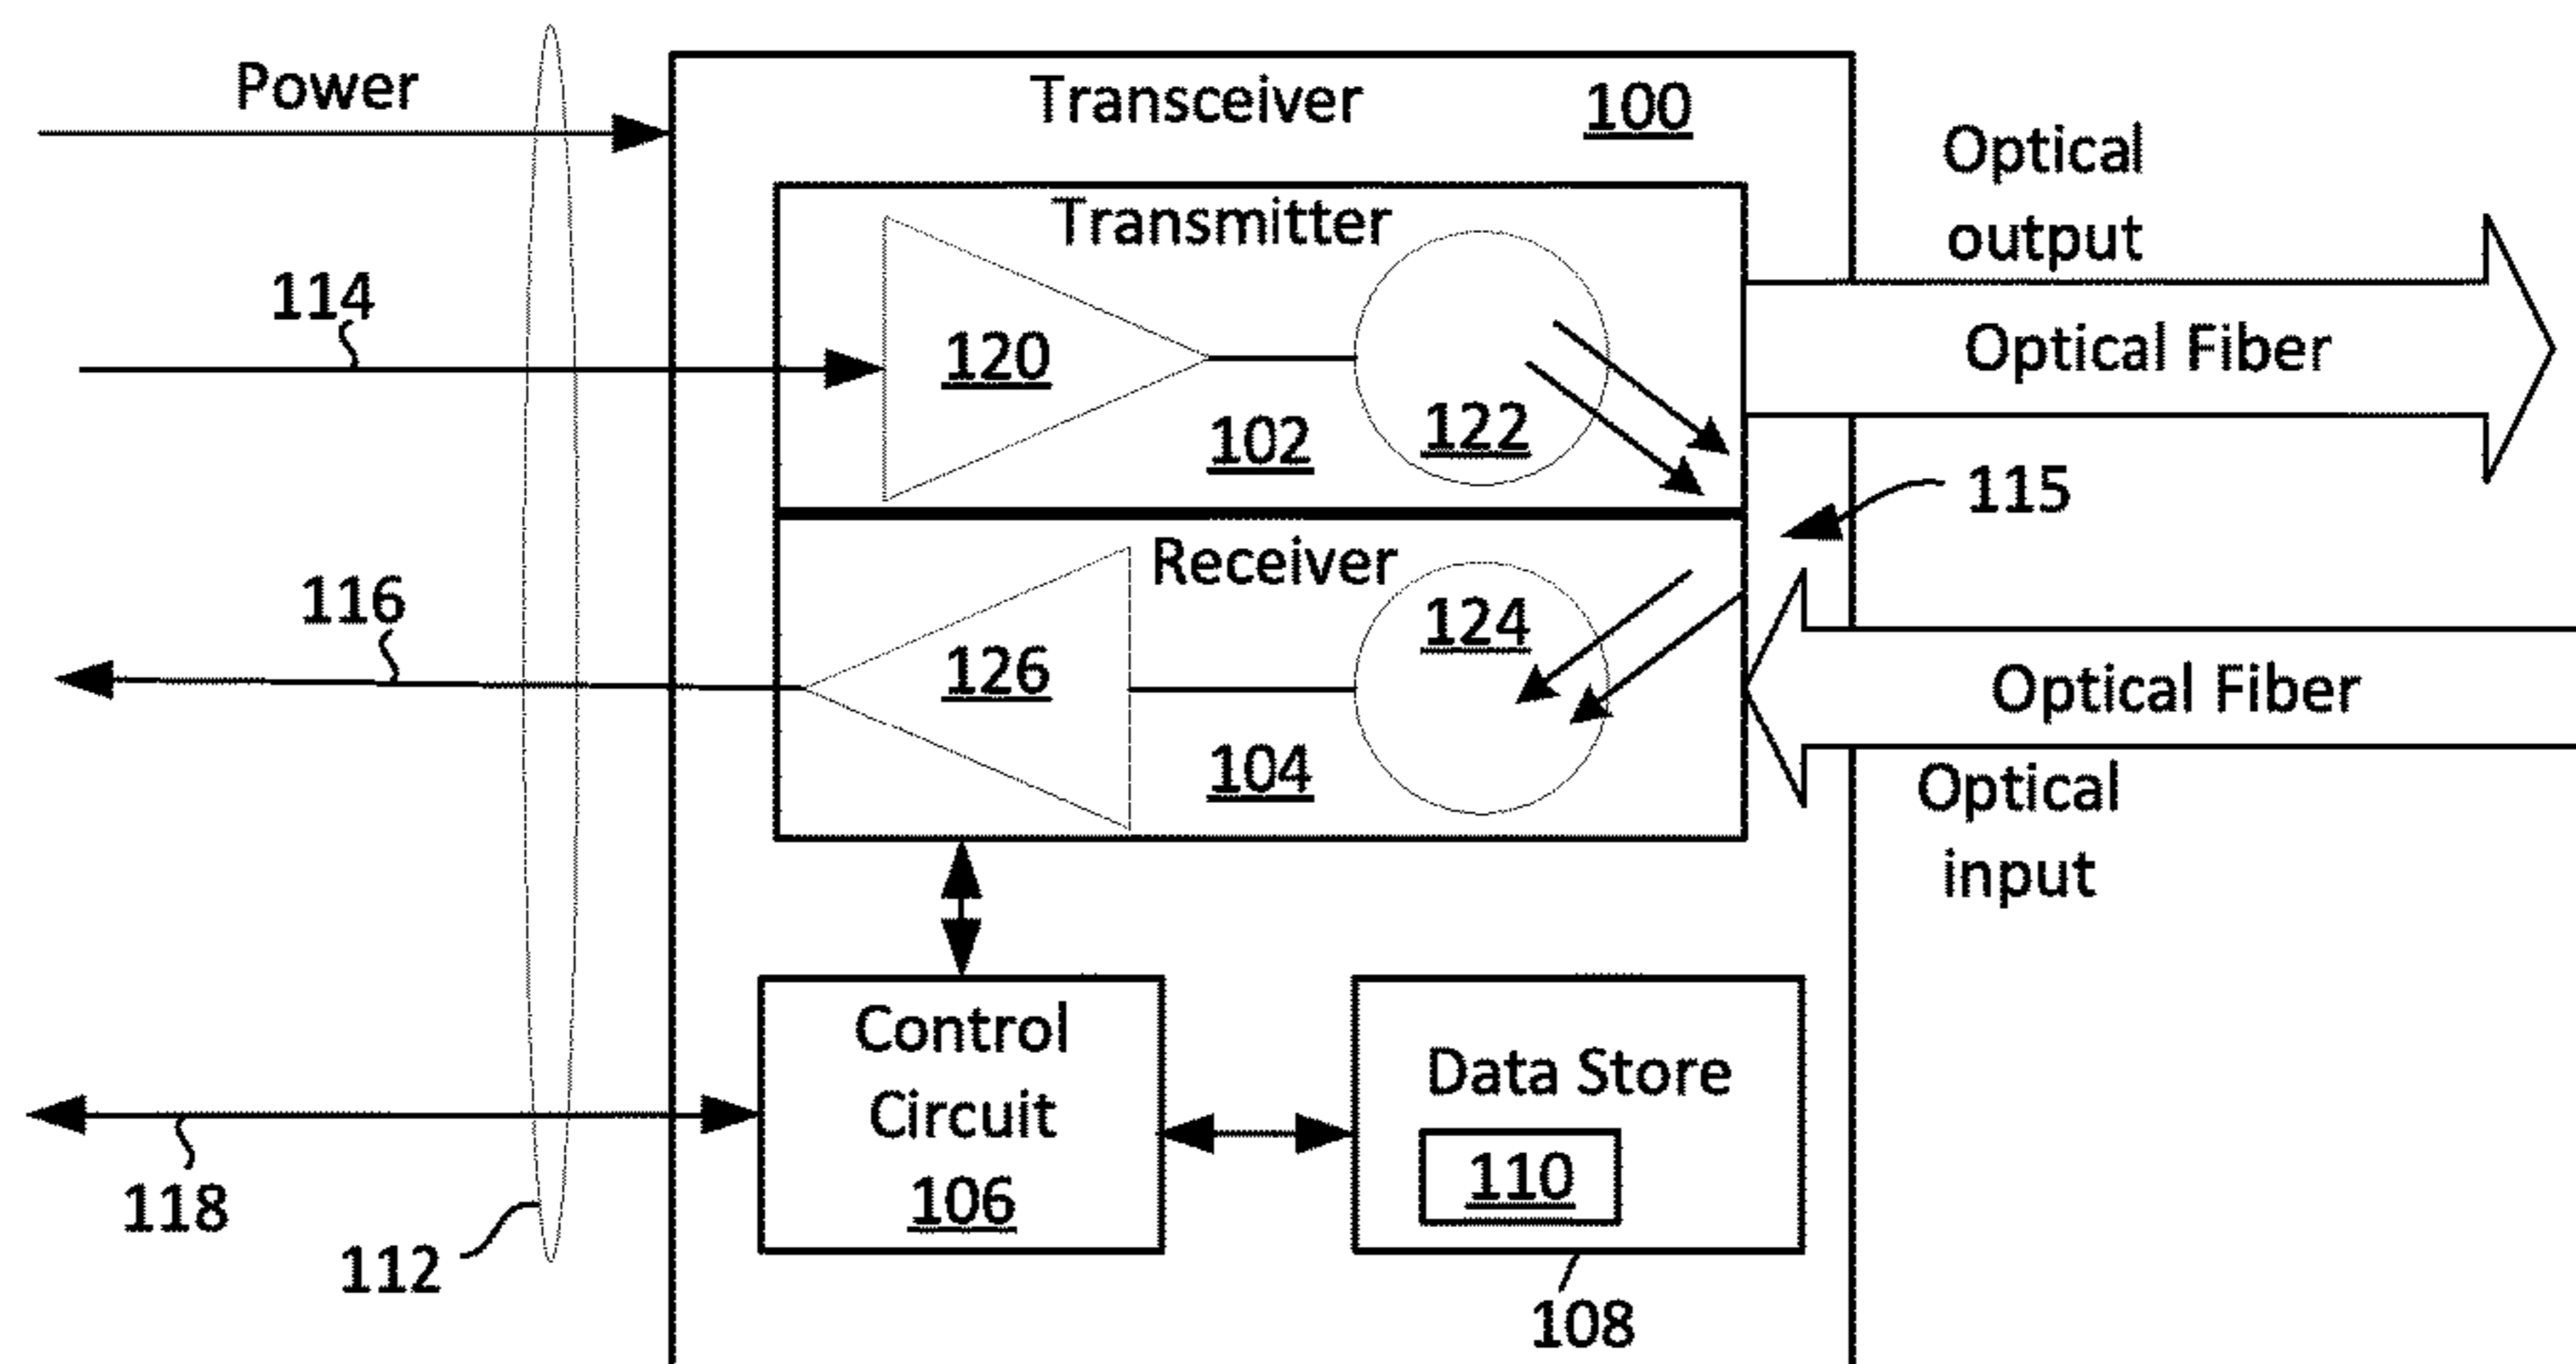 Power
Transceiver 100
Optical
output
Transmitter
114
120
102
122
Optical Fiber
115
Receiver
116
126
104
124
Optical Fiber
Optical
input
Control
Circuit
106
Data Store
110
118
112
108